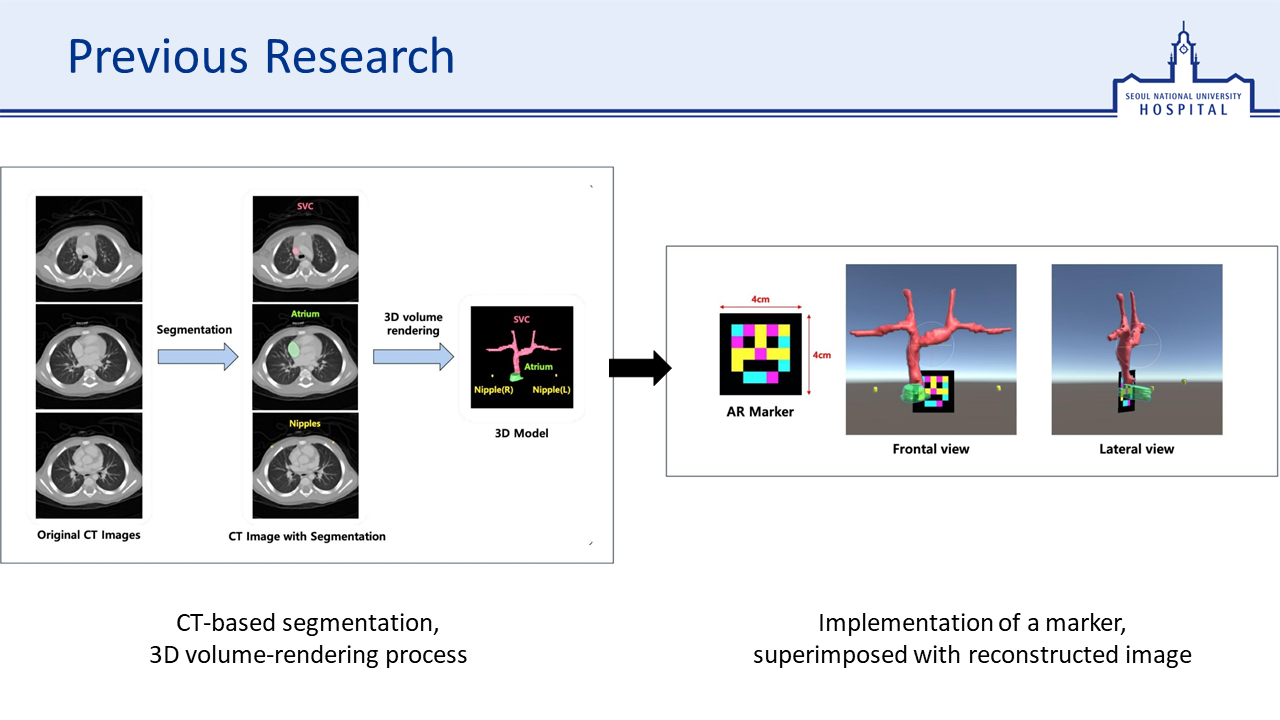 Previous Research
SEOUL NATIONAL UNIVERSITY
HOSPITAL
SVC
Atrium
Nipples
Segmentation
3D volume
rendering
SVC
Atrium
Nipple(R)
Nipple(L)
3D Model
Original CT Images
CT Image with Segmentation
4cm
4cm
AR Marker
Frontal view
Lateral view
CT-based segmentation,
3D volume-rendering process
Implementation of a marker,
superimposed with reconstructed image